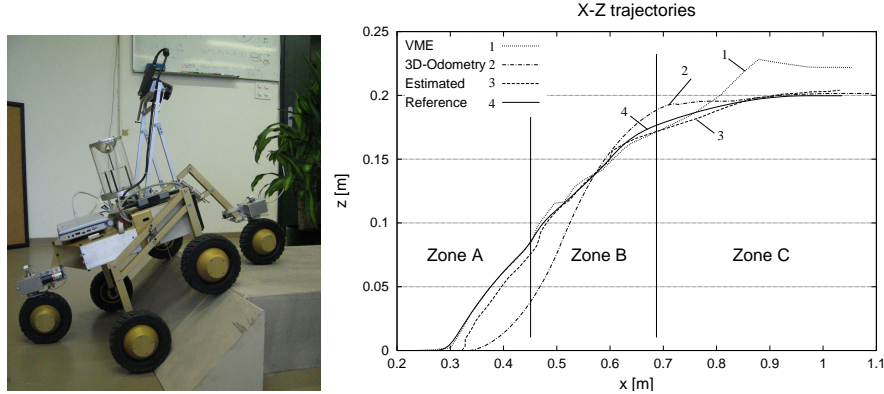 X-Z trajectories
0.25
0.2
0.15
0.1
0.05
0
z [m]
VME 1
3D-Odometry 2
Estimated 3
Reference 4
1
2
4
3
Zone A
Zone B
Zone C
0.2 0.3 0.4 0.5 0.6 0.7 0.8 0.9 1 1.1
x [m]